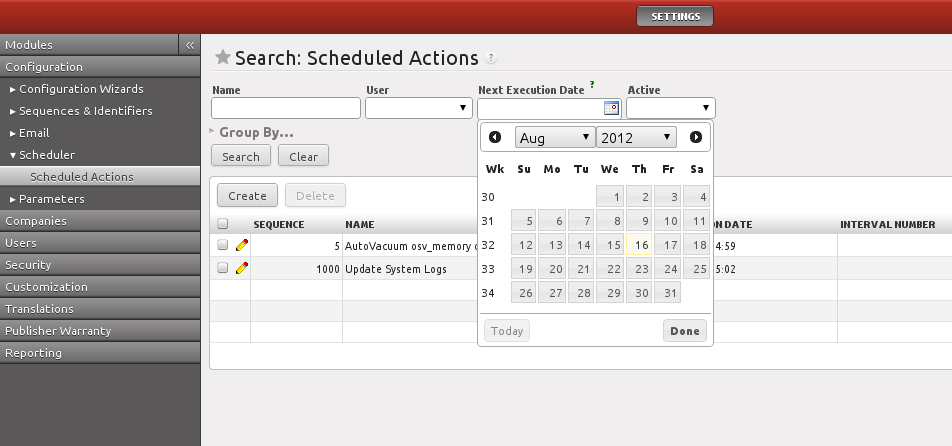 SETTINGS
Modules «
Configuration
Configuration Wizards
Sequences & Identifiers
Email
Scheduler
Scheduled Actions
Parameters
Companies
Users
Security
Customization
Translations
Publisher Warranty
Reporting
Search: Scheduled Actions ?
Name User Next Execution Date ? Active
Group By...
Search Clear
Create Delete
SEQUENCE NAME N DATE INTERVAL NUMBER
5 AutoVacuum osv_memory 4:59
1000 Update System Logs 5:02
Aug 2012
Wk Su Mo Tu We Th Fr Sa
30 1 2 3 4
31 5 6 7 8 9 10 11
32 12 13 14 15 16 17 18
33 19 20 21 22 23 24 25
34 26 27 28 29 30 31
Today Done